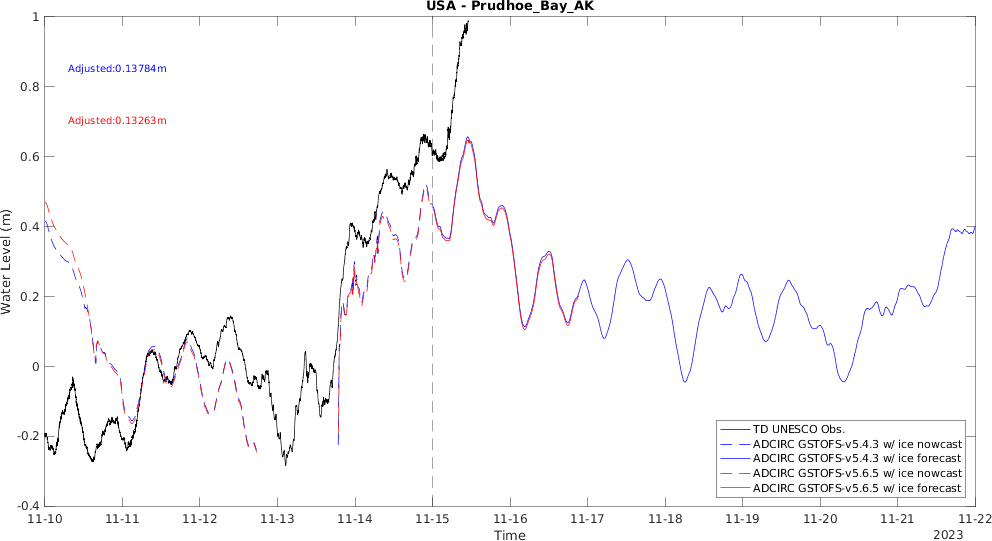 USA - Prudhoe_Bay_AK
1
0.8
0.6
0.4
0.2
0
-0.2
-0.4
Water Level (m)
Adjusted:0.13784m
Adjusted:0.13263m
TD UNESCO Obs.
ADCIRC GSTOFS-v5.4.3 w/ ice nowcast
ADCIRC GSTOFS-v5.4.3 w/ ice forecast
ADCIRC GSTOFS-v5.6.5 w/ ice nowcast
ADCIRC GSTOFS-v5.6.5 w/ ice forecast
11-10 11-11 11-12 11-13 11-14 11-15 11-16 11-17 11-18 11-19 11-20 11-21 11-22
Time
2023